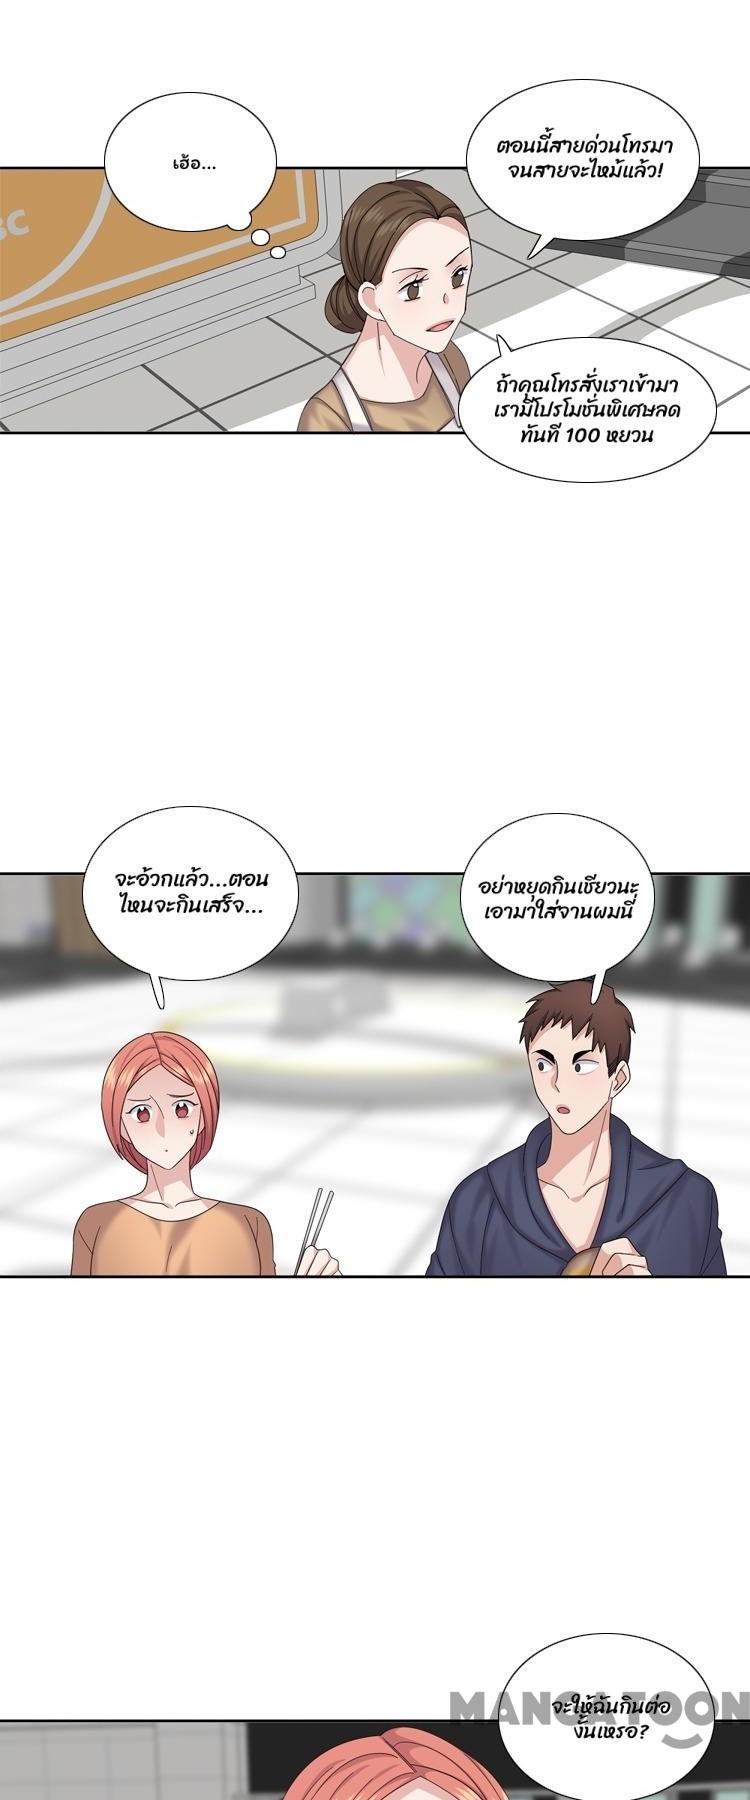 เฮ้อ...
ตอนนี้สายด่วนโทรมา
จนสายจะไหม้แล้ว!
BC
ถ้าคุณโทรสั่งเราเข้ามา
เรามีโปรโมชั่นพิเศษลด
ทันที 100 หยวน
จะอ้วกแล้ว...ตอน
ไหนจะกินเสร็จ...
อย่าหยุดกินเชียวนะ
เอามาใส่จานผมนี่
MANGATOON
จะให้ฉันกินต่อ
งั้นเหรอ?